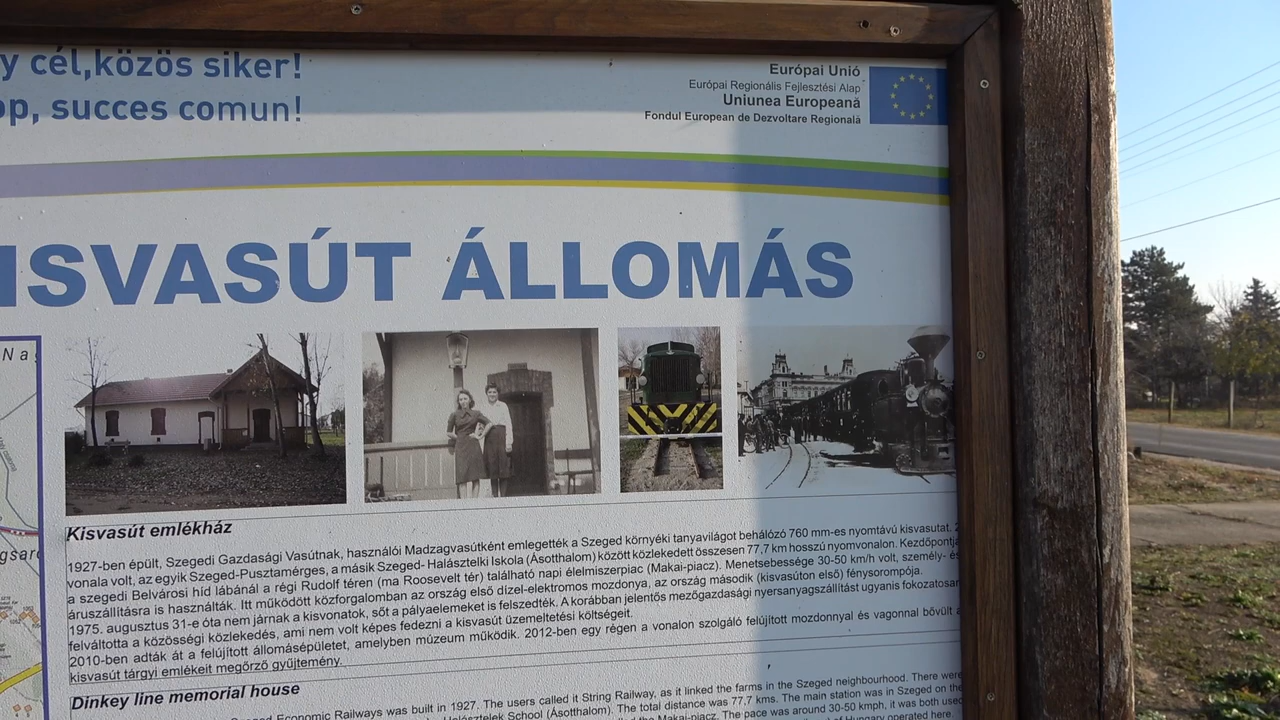 y cél,közös siker!
op, succes comun!
Európai Unió
Európai Regionális Fejlesztési Alap
Uniunea Europeană
Fondul European de Dezvoltare Regională
ISVASÚT ÁLLOMÁS
Na
gsaro
Kisvasút emlékház
1927-ben épült, Szegedi Gazdasági Vasútnak, használói Madzagvasútként emlegették a Szeged környéki tanyavilágot behálózó 760 mm-es nyomtávú kisvasutat. 2
vonala volt, az egyik Szeged-Pusztamérges, a másik Szeged- Halásztelki Iskola (Ásotthalom) között közlekedett összesen 77,7 km hosszú nyomvonalon. Kezdőpontja
a szegedi Belvárosi híd lábánál a régi Rudolf téren (ma Roosevelt tér) található napi élelmiszerpiac (Makai-piacz). Menetsebessége 30-50 km/h volt, személy- és
áruszállításra is használták. Itt működött közforgalomban az ország első dízel-elektromos mozdonya, az ország második (kisvasúton első) fénysorompója.
1975. augusztus 31-e óta nem járnak a kisvonatok, sőt a pályaelemeket is felszedték. A korábban jelentős mezőgazdasági nyersanyagszállítást ugyanis fokozatosan
felváltotta a közösségi közlekedés, ami nem volt képes fedezni a kisvasút üzemeltetési költségeit.
2010-ben adták át a felújított állomásépületet, amelyben múzeum működik. 2012-ben egy régen a vonalon szolgáló felújított mozdonnyal és vagonnal bővült a
kisvasút tárgyi emlékeit megőrző gyűjtemény.
Dinkey line memorial house
Economic Railways was built in 1927. The users called it String Railway, as it linked the farms in the Szeged neighbourhood. There were
Halásztelek School (Ásotthalom). The total distance was 77,7 kms. The main station was in Szeged on the
the Makai-piacz. The pace was around 30-50 kmph, it was both used
of Hungary operated here.